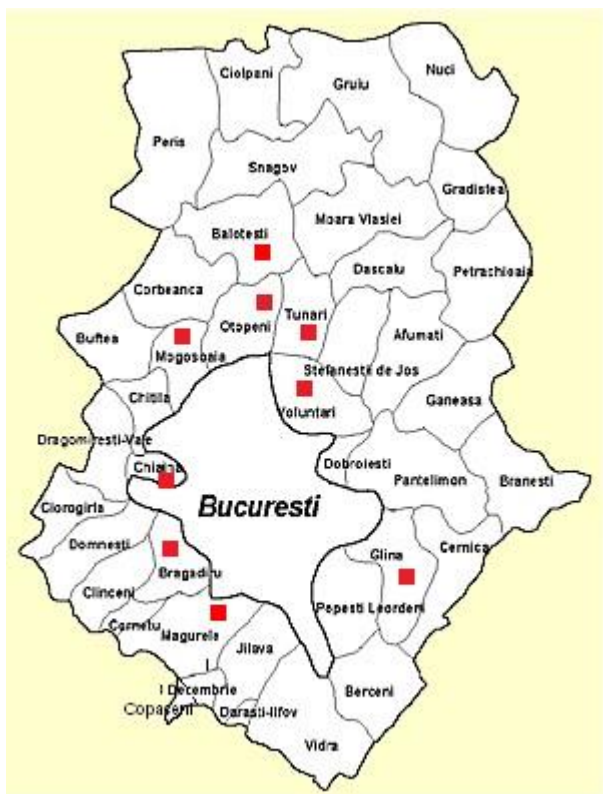 Nuci
Ciolpani
Gruiu
Peris
Snagov
Gradistea
Moara Vlasiei
Balotesti
Dascalu
Petrachioaia
Corbeanca
Tunari
Otopeni
Afumati
Buftea
Mogosoaia
Stefanestii de Jos
Chitila
Ganeasa
Voluntari
Dragomiresti-Vale
Chiajna
Dobroiesti
Pantelimon
Branesti
Ciorogirla
Bucuresti
Domnesti
Cernica
Glina
Bragadiru
Clinceni
Popesti Leordeni
Cornetu
Magurele
Jilava
1 Decembrie
Berceni
Copaceni
Darasti-Ilfov
Vidra